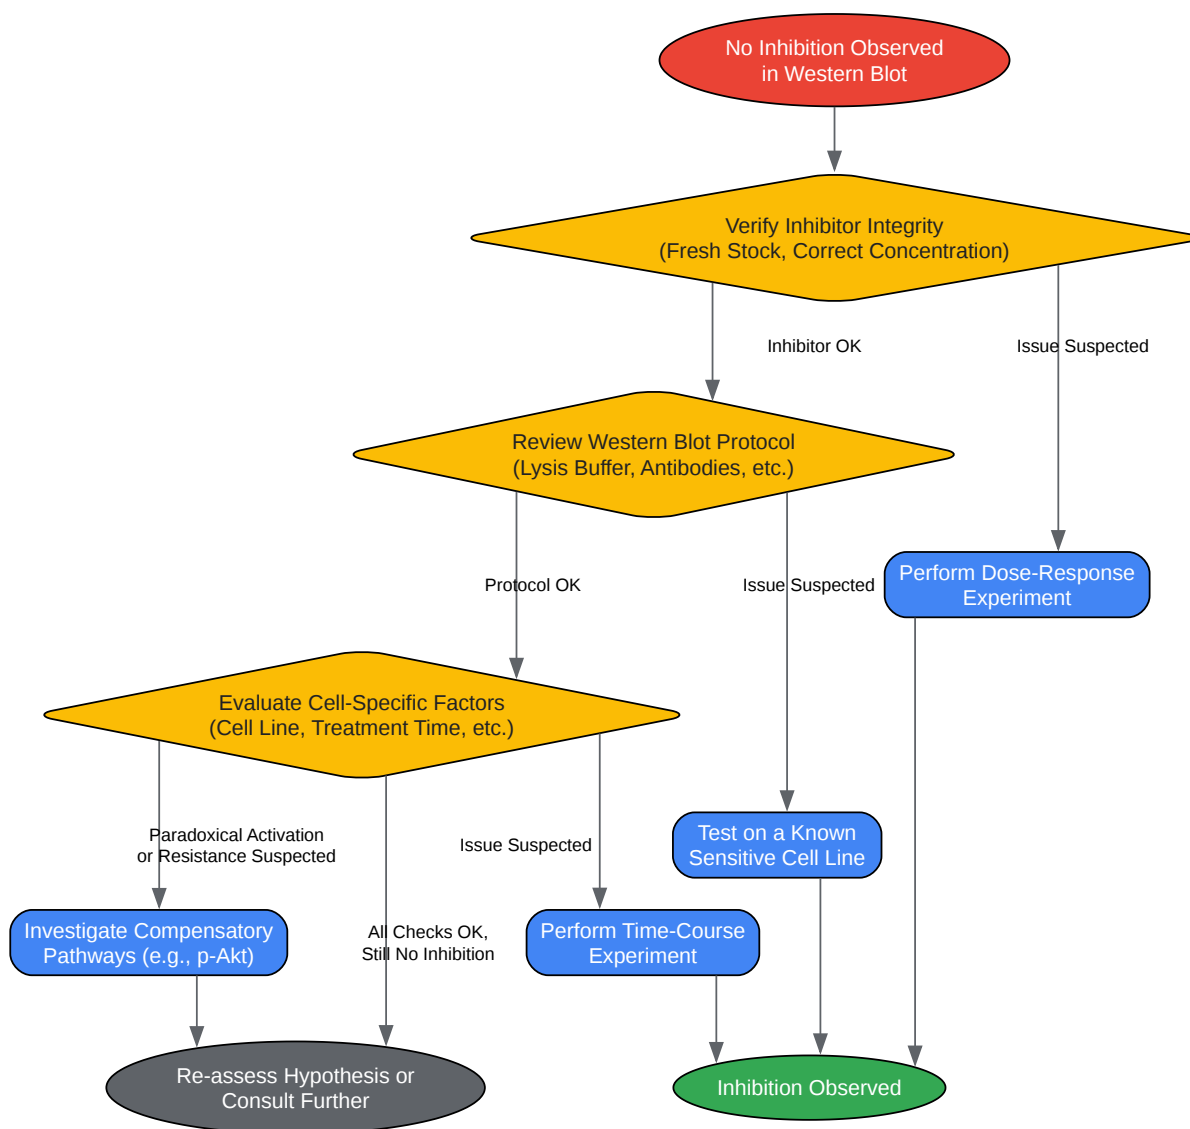 No Inhibition Observed
in Western Blot
Verify Inhibitor Integrity
(Fresh Stock, Correct Concentration)
Inhibitor OK
Issue Suspected
Review Western Blot Protocol
(Lysis Buffer, Antibodies, etc.)
Perform Dose-Response
Experiment
Protocol OK
Issue Suspected
Evaluate Cell-Specific Factors
(Cell Line, Treatment Time, etc.)
Test on a Known
Sensitive Cell Line
Paradoxical Activation
or Resistance Suspected
Issue Suspected
Investigate Compensatory
Pathways (e.g., p-Akt)
All Checks OK,
Still No Inhibition
Perform Time-Course
Experiment
Re-assess Hypothesis or
Consult Further
Inhibition Observed